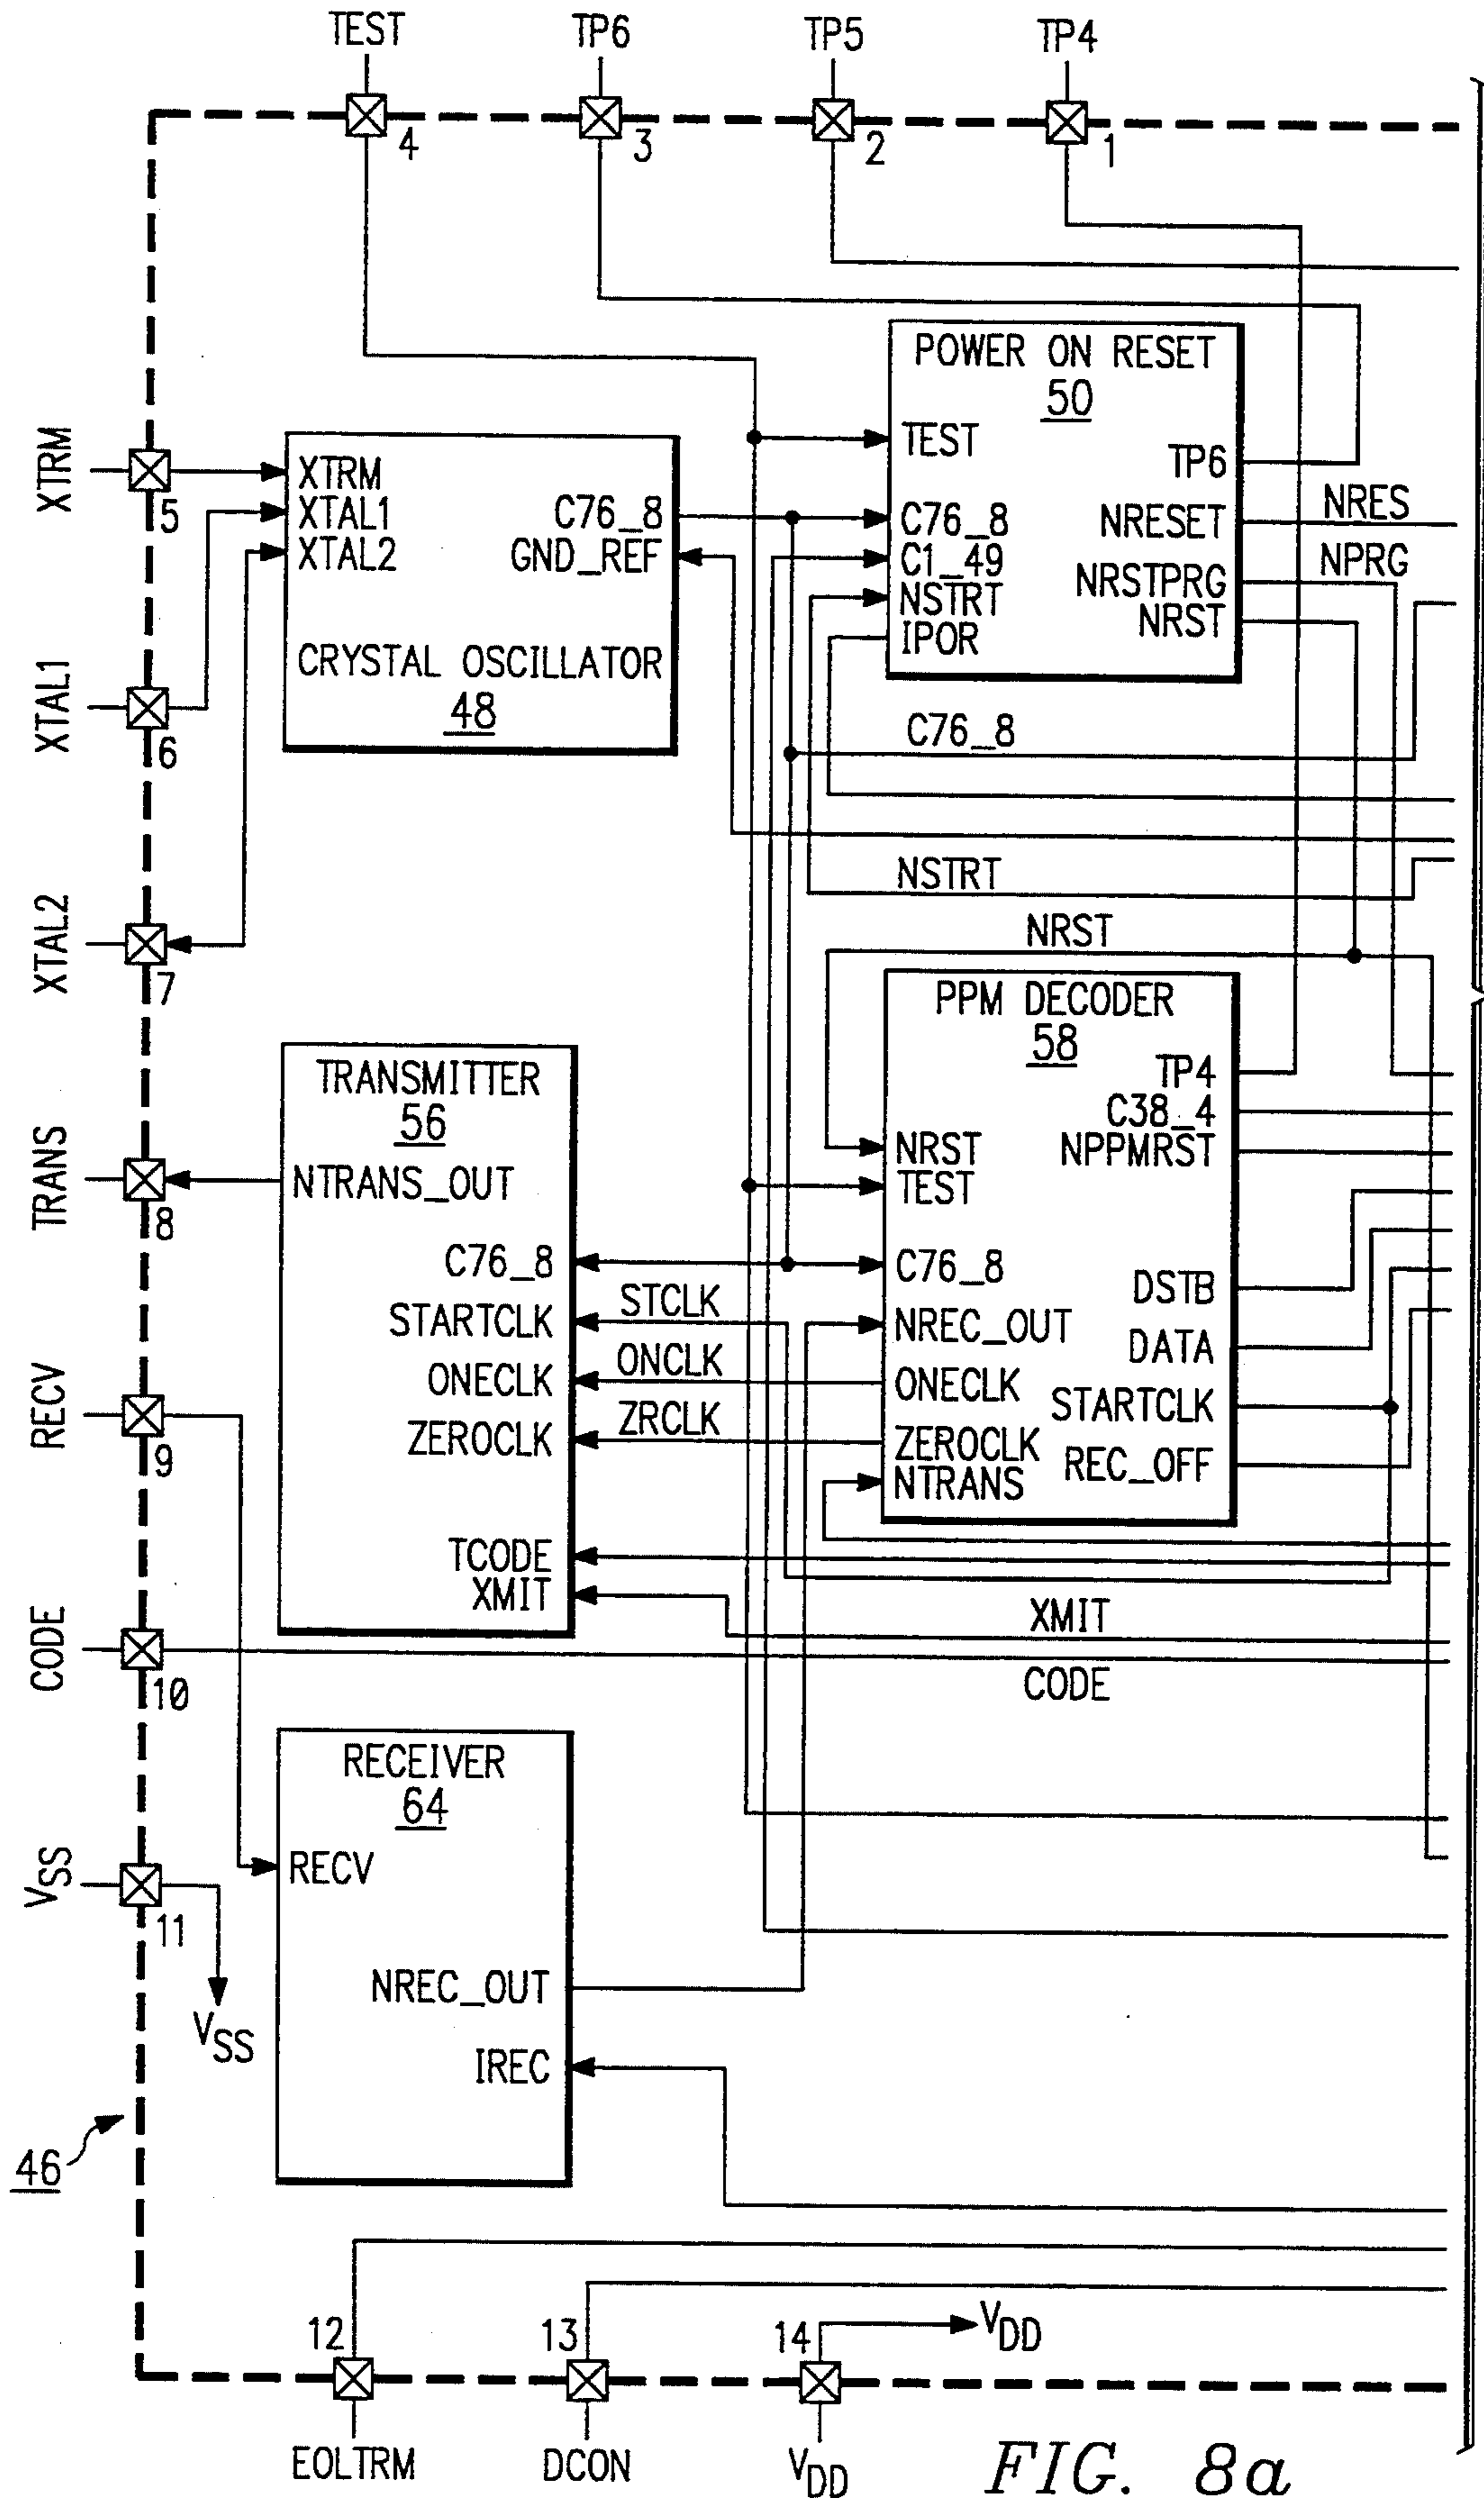 TEST
TP6
TP5
TP4
4
3
2
1
POWER ON RESET
50
TEST
TP6
C76_8
NRESET
C1_49
NSTRT
NRSTPRG
IPOR
NRST
NRES
NPRG
XTRM
5
XTRM
XTAL1
XTAL2
C76_8
GND_REF
CRYSTAL OSCILLATOR
48
XTAL1
6
C76_8
NSTRT
NRST
XTAL2
7
PPM DECODER
58
TP4
C38_4
NRST
NPPMRST
TEST
C76_8
DSTB
NREC_OUT
DATA
ONECLK
STARTCLK
ZEROCLK
REC_OFF
NTRANS
TRANSMITTER
56
NTRANS_OUT
C76_8
STARTCLK
ONECLK
ZEROCLK
TCODE
XMIT
STCLK
ONCLK
ZRCLK
TRANS
8
RECV
9
XMIT
CODE
CODE
10
RECEIVER
64
RECV
NREC_OUT
IREC
VSS
11
VSS
46
12
13
14
VDD
EOLTRM
DCON
VDD
FIG. 8a